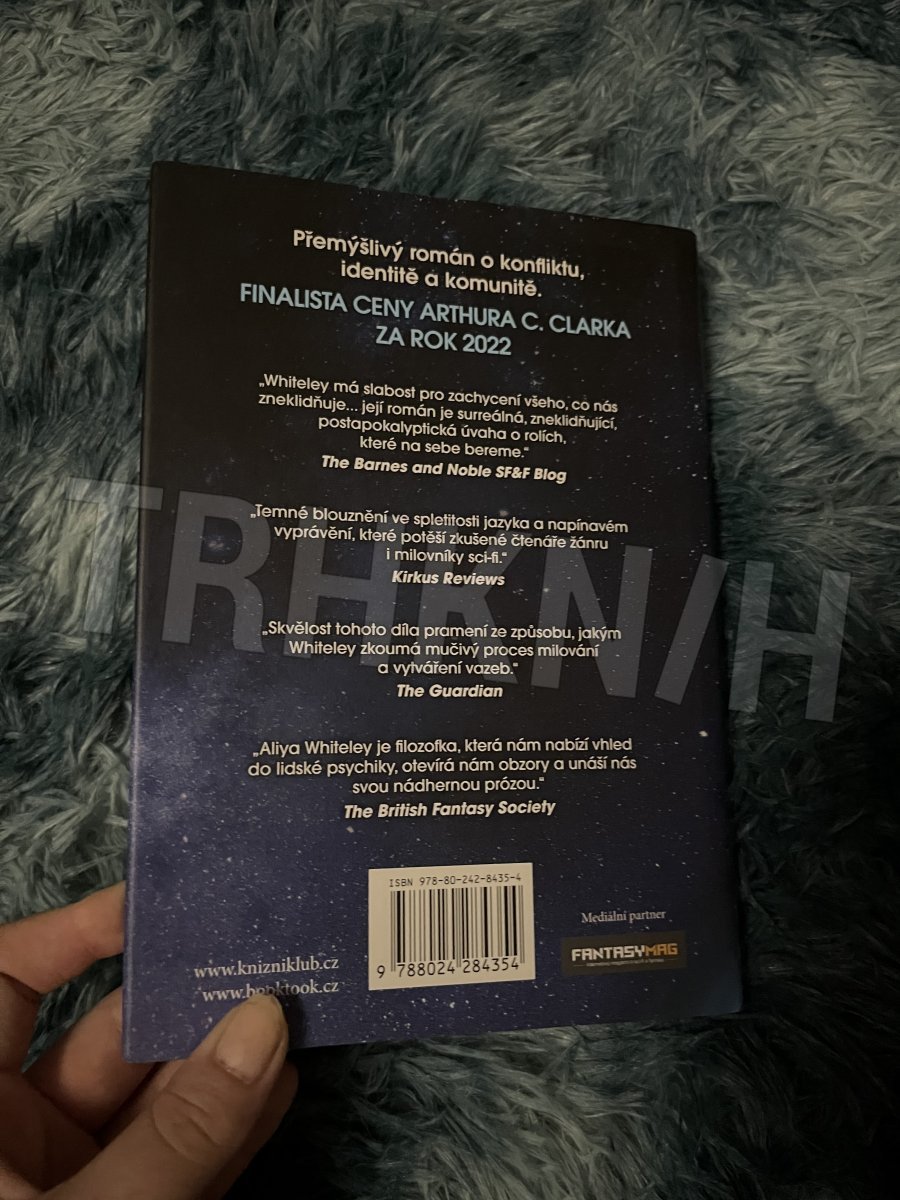 Přemýšlivý román o konfliktu,
identitě a komunitě.
FINALISTA CENY ARTHURA C. CLARKA
ZA ROK 2022
„Whiteley má slabost pro zachycení všeho, co nás
zneklidňuje... její román je surreálná, zneklidňující,
postapokalyptická úvaha o rolích,
které na sebe bereme.“
The Barnes and Noble SF&F Blog
„Temné blouznění ve spletitosti jazyka a napínavém
vyprávění, které potěší zkušené čtenáře žánru
i milovníky sci-fi.“
Kirkus Reviews
„Skvělost tohoto díla pramení ze způsobu, jakým
Whiteley zkoumá mučivý proces milování
a vytváření vazeb.“
The Guardian
„Aliya Whiteley je filozofka, která nám nabízí vhled
do lidské psychiky, otevírá nám obzory a unáší nás
svou nádhernou prózou.“
The British Fantasy Society
ISBN 978-80-242-8435-4
9 788024 284354
www.knizniklub.cz
www.booktook.cz
Mediální partner
FANTASYMAG
TRHKN/H